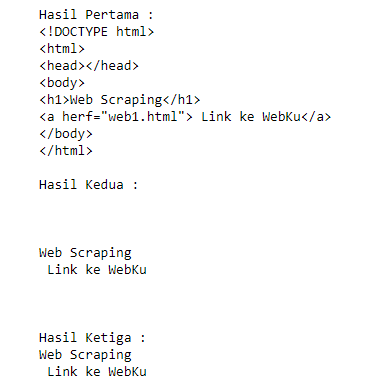 Hasil Pertama :
<!DOCTYPE html>
<html>
<head></head>
<body>
<h1>Web Scraping</h1>
<a herf="web1.html"> Link ke WebKu</a>
</body>
</html>
Hasil Kedua :
Web Scraping
Link ke WebKu
Hasil Ketiga :
Web Scraping
Link ke WebKu